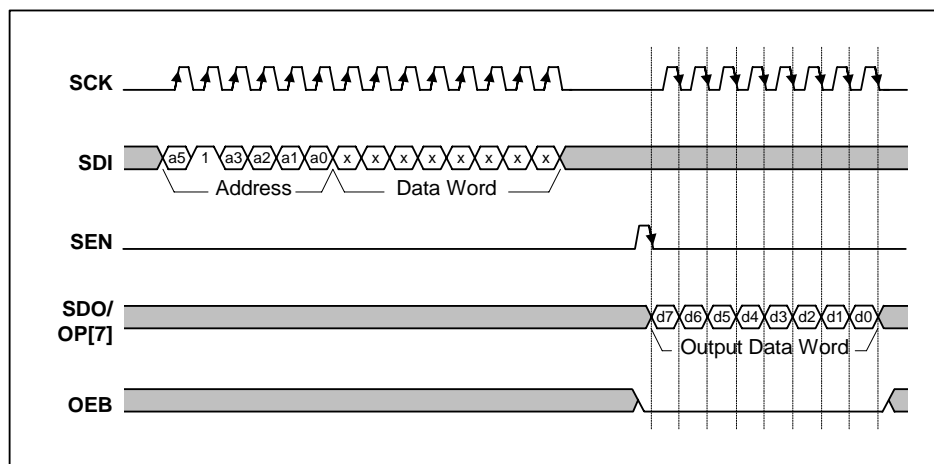 SCK
SDI a5 1 a3 a2 a1 a0 x x x x x x x x
Address Data Word
SEN
SDO/
OP[7] d7 d6 d5 d4 d3 d2 d1 d0
Output Data Word
OEB